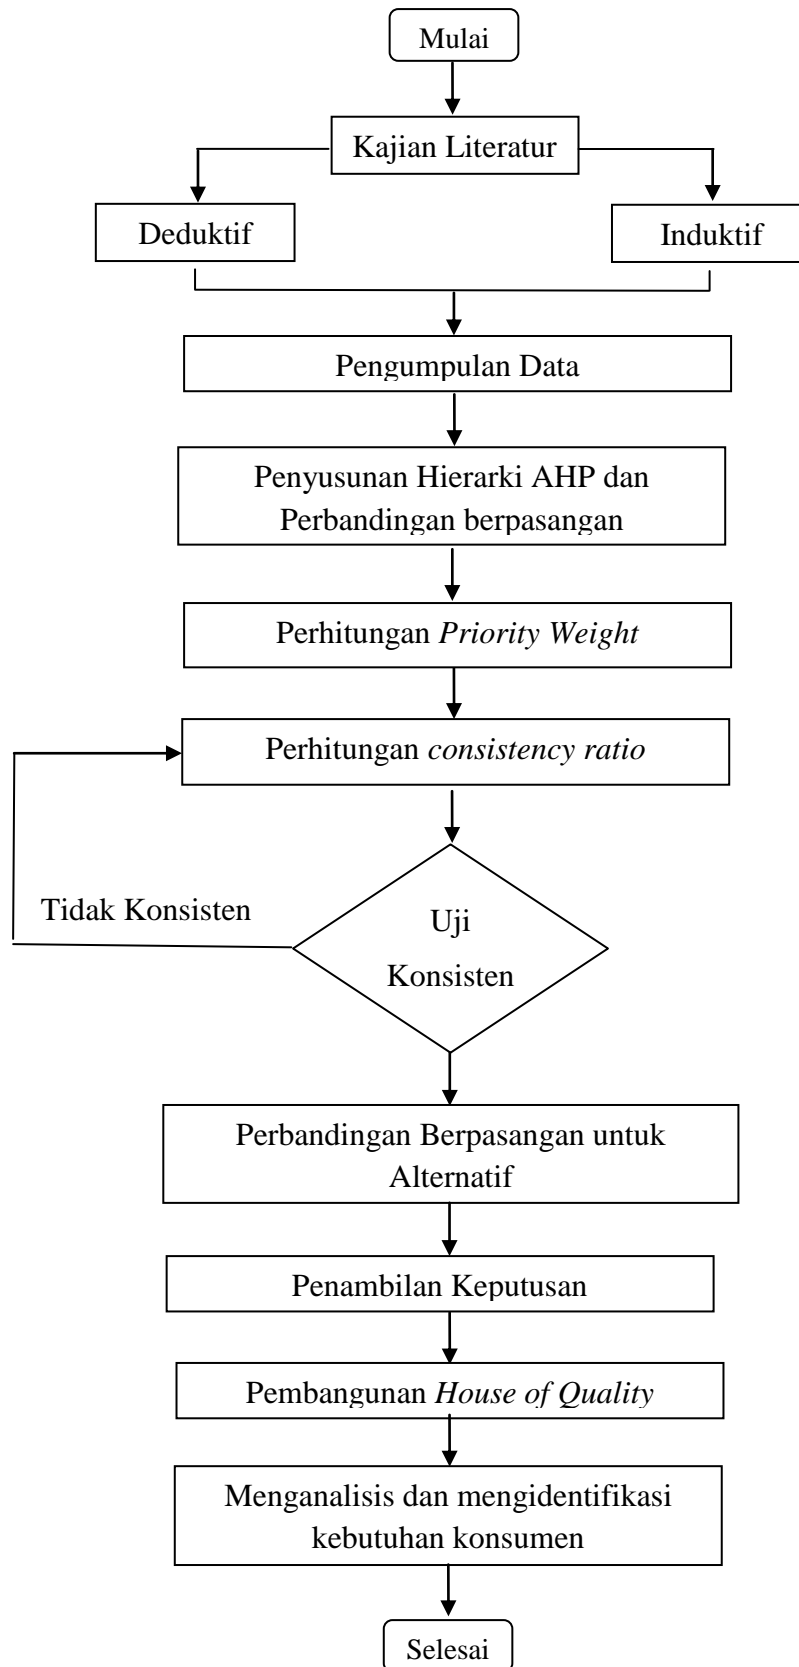 Mulai
Kajian Literatur
Deduktif
Induktif
Pengumpulan Data
Penyusunan Hierarki AHP dan
Perbandingan berpasangan
Perhitungan Priority Weight
Perhitungan consistency ratio
Tidak Konsisten
Uji
Konsisten
Perbandingan Berpasangan untuk
Alternatif
Penambilan Keputusan
Pembangunan House of Quality
Menganalisis dan mengidentifikasi
kebutuhan konsumen
Selesai